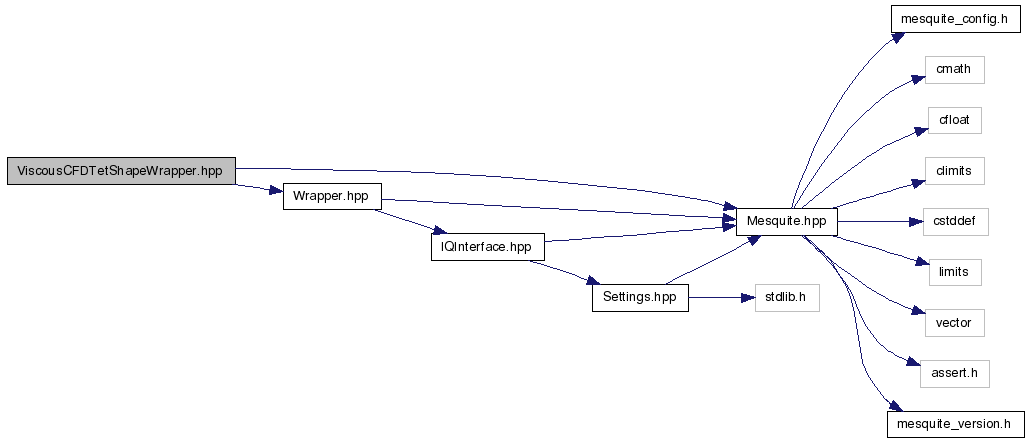 mesquite_config.h
cmath
cfloat
ViscousCFDTetShapeWrapper.hpp
climits
Wrapper.hpp
Mesquite.hpp
cstddef
IQInterface.hpp
limits
Settings.hpp
stdlib.h
vector
assert.h
mesquite_version.h